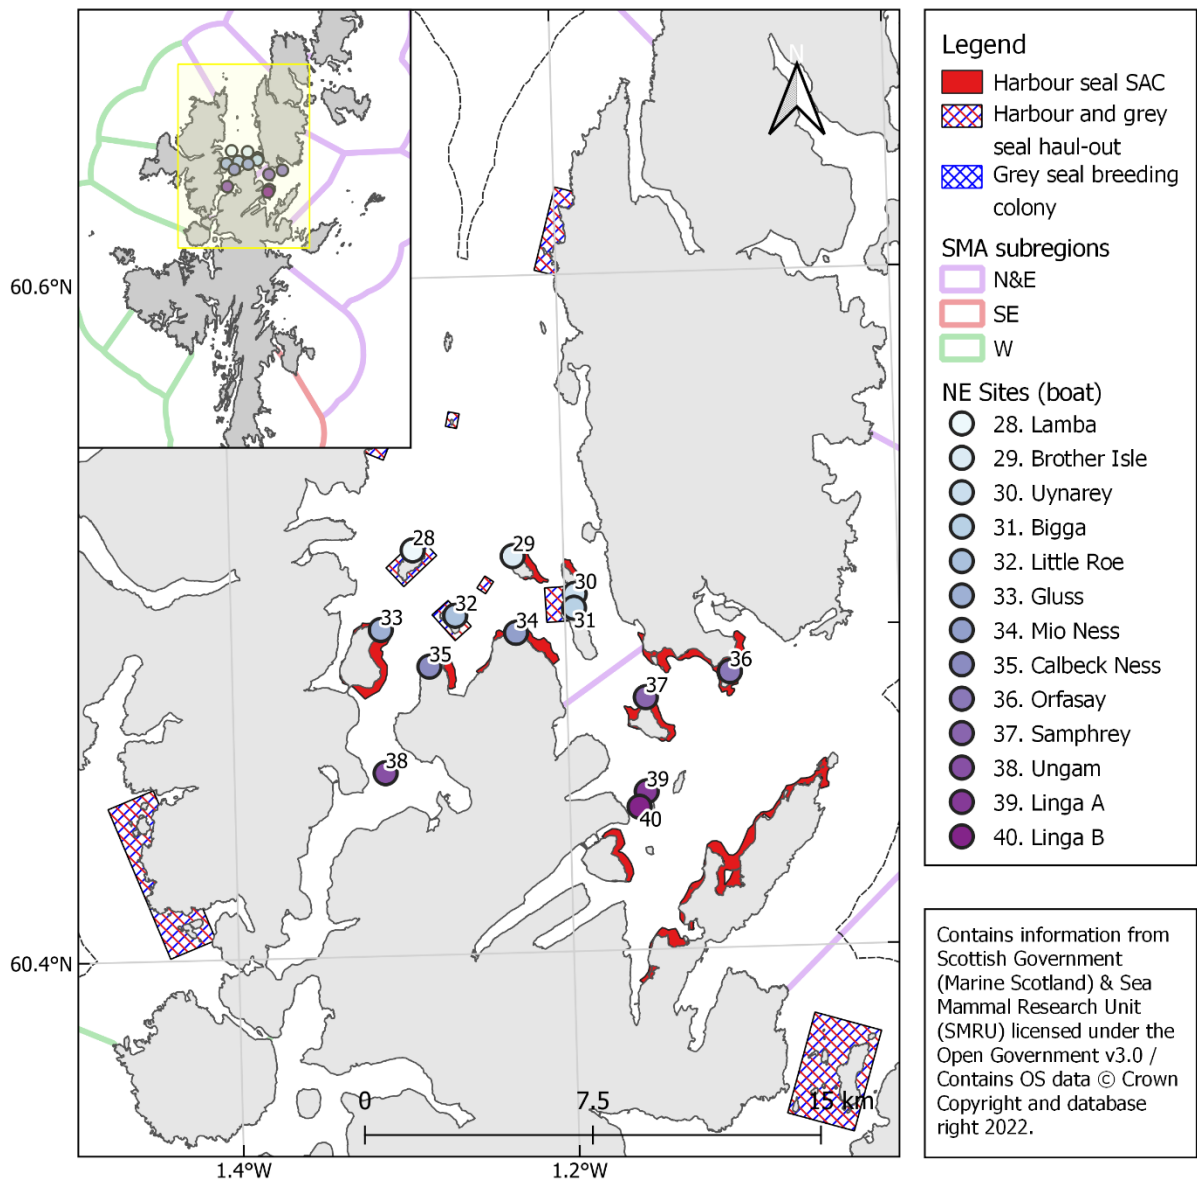 N
60.6°N
60.4°N
1.4°W
1.2°W
28
29
30
31
32
33
34
35
36
37
38
39
40
0
7.5
15 km
Legend
Harbour seal SAC
Harbour and grey
seal haul-out
Grey seal breeding
colony
SMA subregions
N&E
SE
W
NE Sites (boat)
28. Lamba
29. Brother Isle
30. Uynarey
31. Bigga
32. Little Roe
33. Gluss
34. Mio Ness
35. Calbeck Ness
36. Orfasay
37. Samphrey
38. Ungam
39. Linga A
40. Linga B
Contains information from
Scottish Government
(Marine Scotland) & Sea
Mammal Research Unit
(SMRU) licensed under the
Open Government v3.0 /
Contains OS data © Crown
Copyright and database
right 2022.